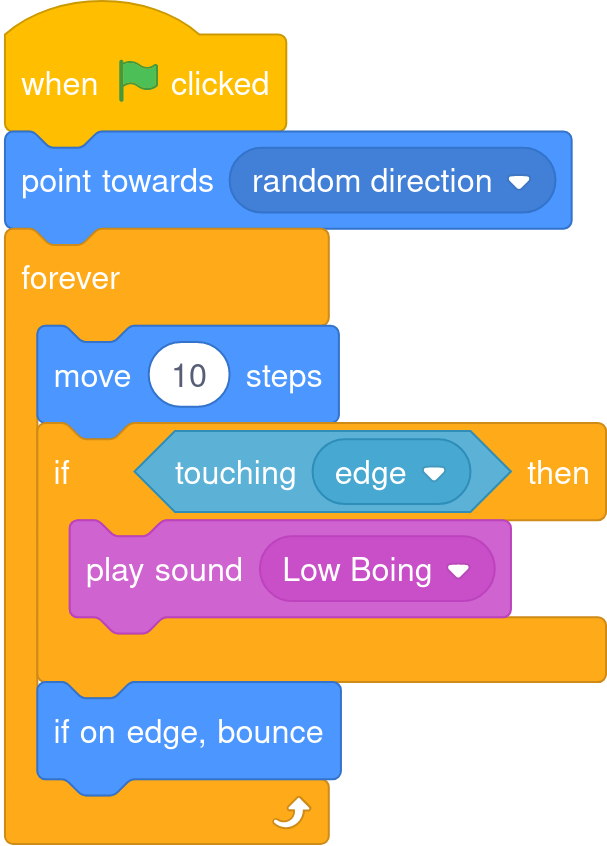 when clicked
point towards random direction
forever
move 10 steps
if touching edge then
play sound Low Boing
if on edge, bounce